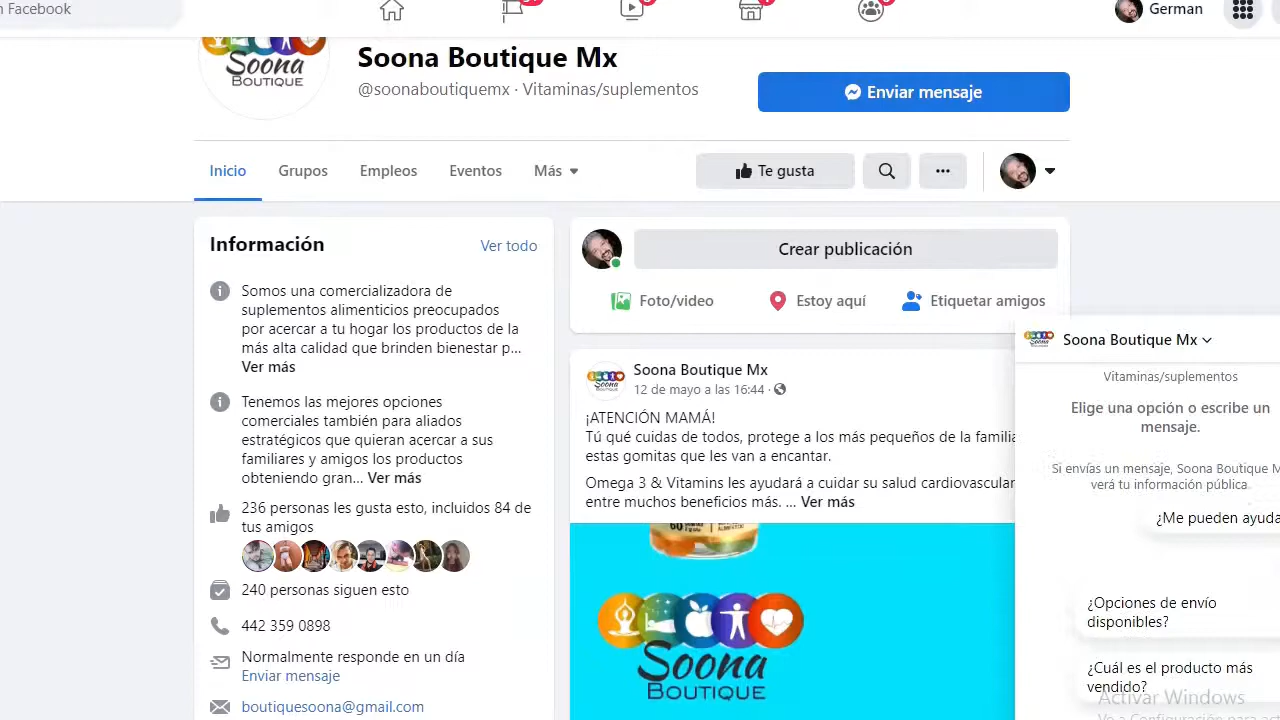 n Facebook
German
Soona
BOUTIQUE
Soona Boutique Mx
@soonaboutiquemx · Vitaminas/suplementos
Enviar mensaje
Inicio
Grupos
Empleos
Eventos
Más
Te gusta
Información
Ver todo
Somos una comercializadora de
suplementos alimenticios preocupados
por acercar a tu hogar los productos de la
más alta calidad que brinden bienestar p...
Ver más
Tenemos las mejores opciones
comerciales también para aliados
estratégicos que quieran acercar a sus
familiares y amigos los productos
obteniendo gran... Ver más
236 personas les gusta esto, incluidos 84 de
tus amigos
240 personas siguen esto
442 359 0898
Normalmente responde en un día
Enviar mensaje
boutiquesoona@gmail.com
Crear publicación
Foto/video
Estoy aquí
Etiquetar amigos
Soona Boutique Mx
12 de mayo a las 16:44 ·
¡ATENCIÓN MAMÁ!
Tú qué cuidas de todos, protege a los más pequeños de la familia
estas gomitas que les van a encantar.
Omega 3 & Vitamins les ayudará a cuidar su salud cardiovascular
entre muchos beneficios más. ... Ver más
60
Soona
BOUTIQUE
Soona Boutique Mx
Vitaminas/suplementos
Elige una opción o escribe un
mensaje.
Si envías un mensaje, Soona Boutique M
verá tu información pública.
¿Me pueden ayuda
¿Opciones de envío
disponibles?
¿Cuál es el producto más
vendido?
Activar Windows
Ve a Configuración para ac